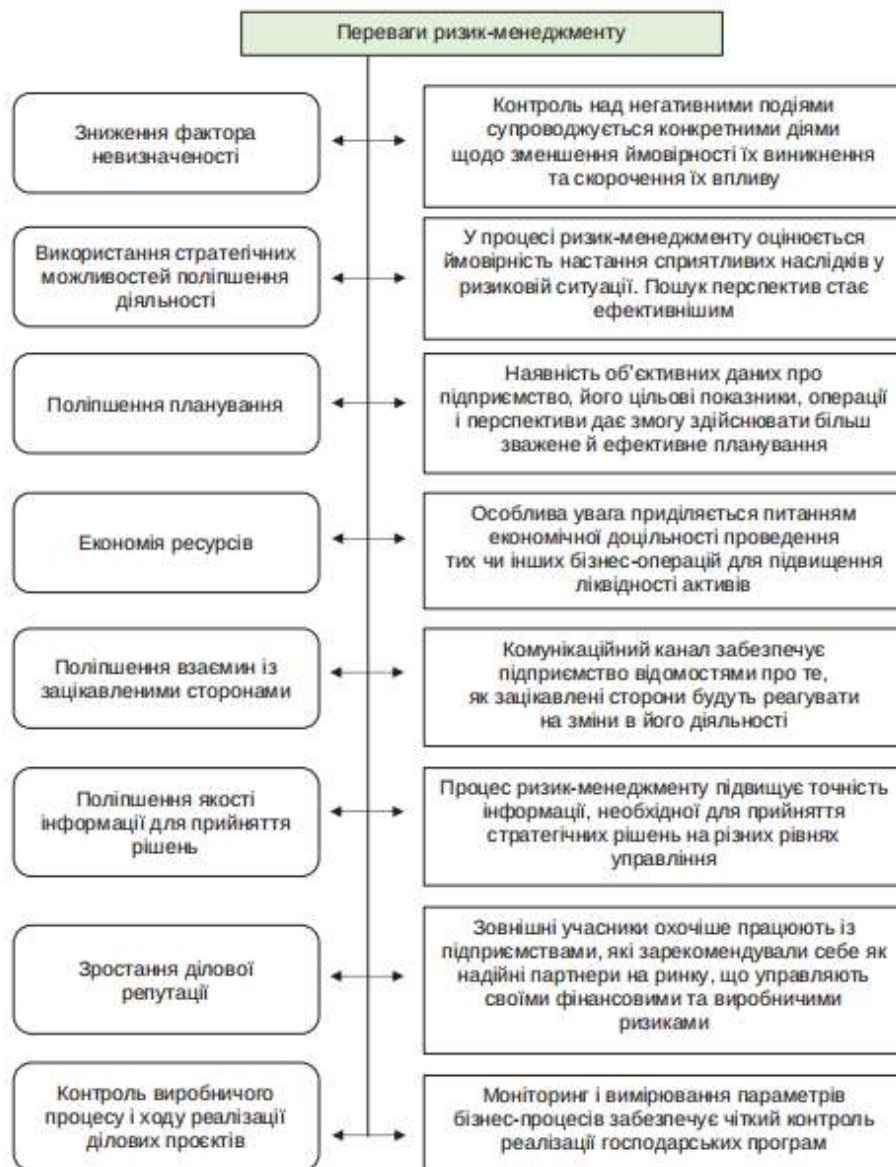 Переваги ризик-менеджменту
Зниження фактора
невизначеності
Контроль над негативними подіями
супроводжується конкретними діями
щодо зменшення ймовірності їх виникнення
та скорочення їх впливу
Використання стратегічних
можливостей поліпшення
діяльності
У процесі ризик-менеджменту оцінюється
ймовірність настання сприятливих наслідків у
ризиковій ситуації. Пошук перспектив стає
ефективнішим
Поліпшення планування
Наявність об'єктивних даних про
підприємство, його цільові показники, операції
і перспективи дає змогу здійснювати більш
зважене й ефективне планування
Економія ресурсів
Особлива увага приділяється питанням
економічної доцільності проведення
тих чи інших бізнес-операцій для підвищення
ліквідності активів
Поліпшення взаємин із
зацікавленими сторонами
Комунікаційний канал забезпечує
підприємство відомостями про те,
як зацікавлені сторони будуть реагувати
на зміни в його діяльності
Поліпшення якості
інформації для прийняття
рішень
Процес ризик-менеджменту підвищує точність
інформації, необхідної для прийняття
стратегічних рішень на різних рівнях
управління
Зростання ділової
репутації
Зовнішні учасники охочіше працюють із
підприємствами, які зарекомендували себе як
надійні партнери на ринку, що управляють
своїми фінансовими та виробничими
ризиками
Контроль виробничого
процесу і ходу реалізації
ділових проєктів
Моніторинг і вимірювання параметрів
бізнес-процесів забезпечує чіткий контроль
реалізації господарських програм